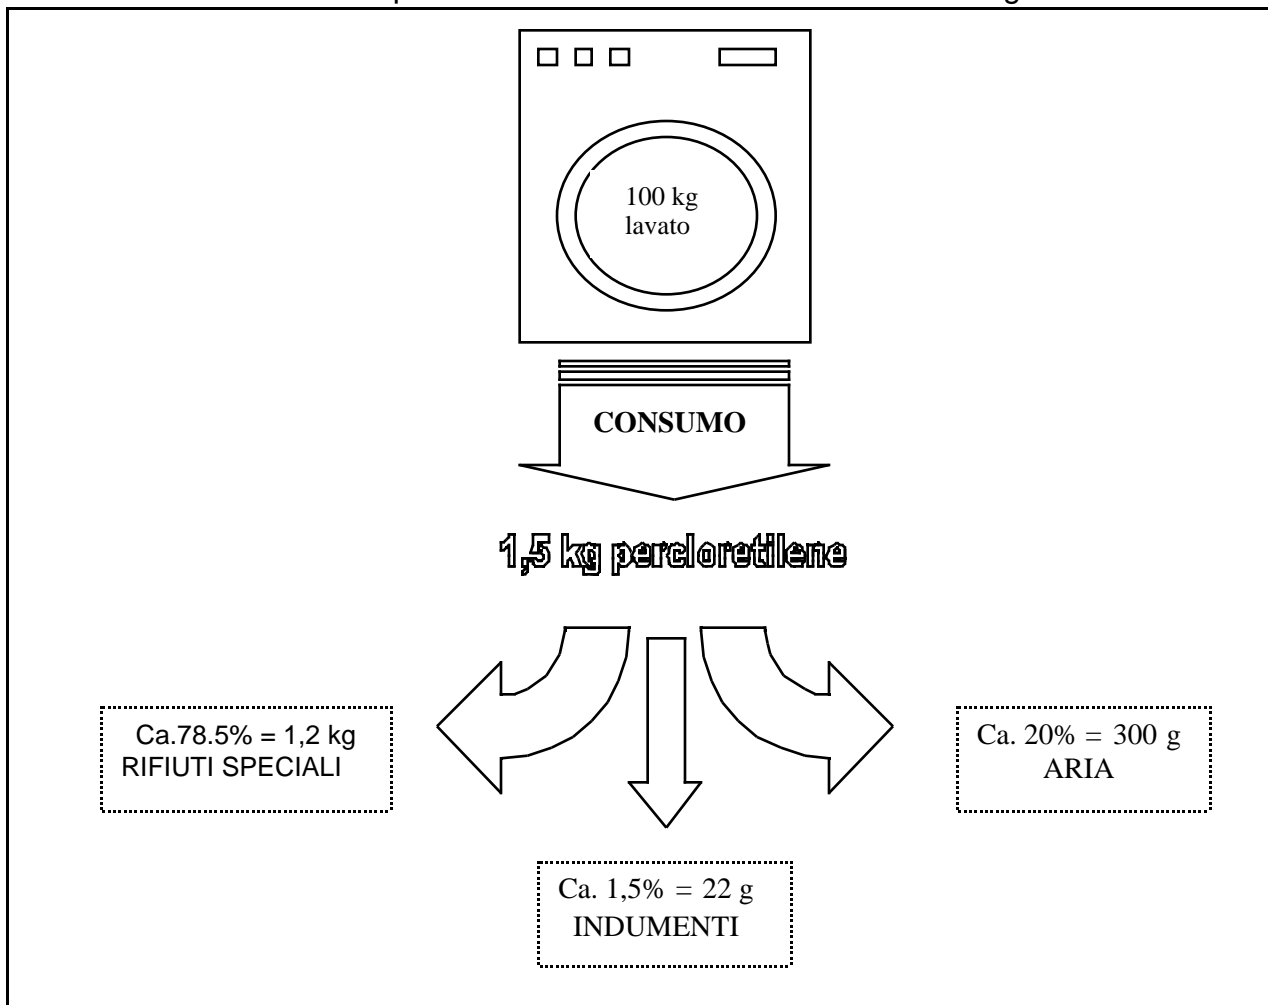 100 kg
lavato
CONSUMO
1,5 kg percloretilene
Ca.78.5% = 1,2 kg
RIFIUTI SPECIALI
Ca. 20% = 300 g
ARIA
Ca. 1,5% = 22 g
INDUMENTI